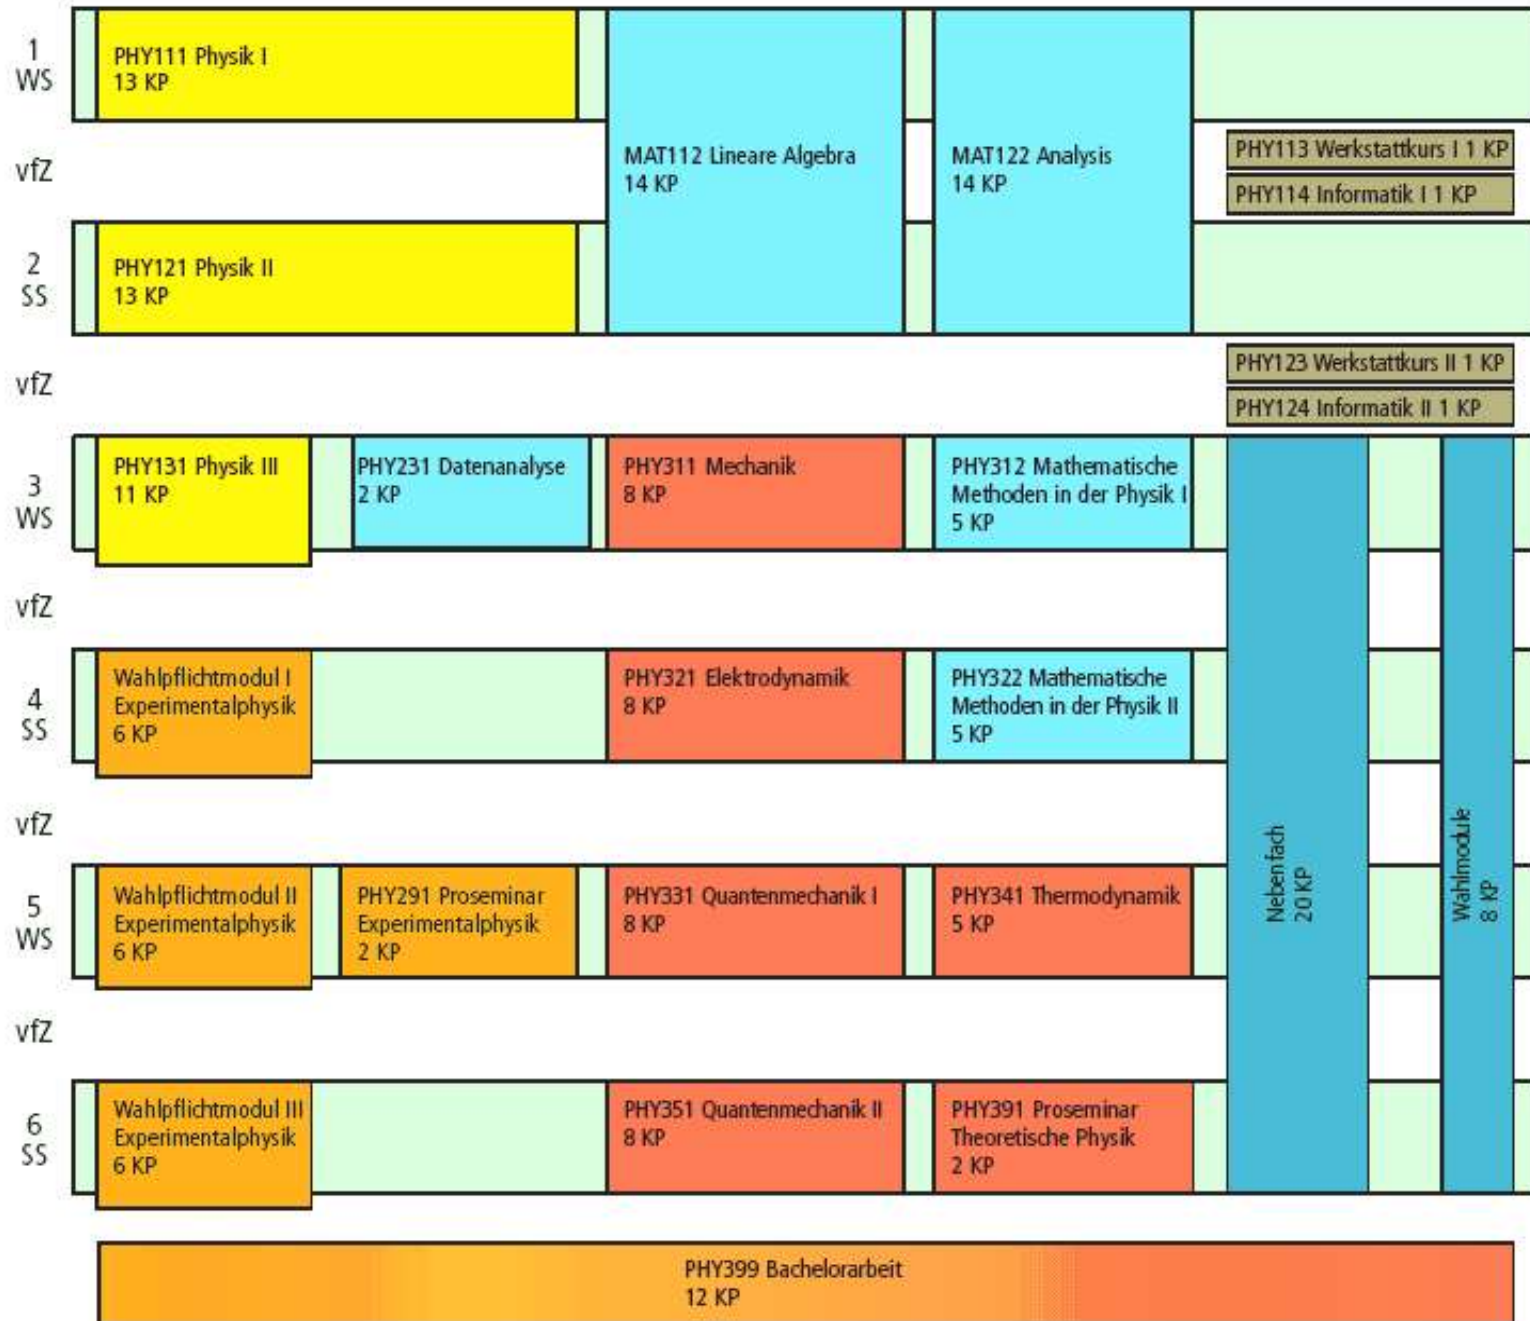 1
WS
PHY111 Physik I
13 KP
MAT112 Lineare Algebra
14 KP
MAT122 Analysis
14 KP
vfZ
PHY113 Werkstattkurs I 1 KP
PHY114 Informatik I 1 KP
2
SS
PHY121 Physik II
13 KP
vfZ
PHY123 Werkstattkurs II 1 KP
PHY124 Informatik II 1 KP
3
WS
PHY131 Physik III
11 KP
PHY231 Datenanalyse
2 KP
PHY311 Mechanik
8 KP
PHY312 Mathematische
Methoden in der Physik I
5 KP
vfZ
4
SS
Wahlpflichtmodul I
Experimentalphysik
6 KP
PHY321 Elektrodynamik
8 KP
PHY322 Mathematische
Methoden in der Physik II
5 KP
vfZ
Nebenfach
20 KP
Wahlmodule
8 KP
5
WS
Wahlpflichtmodul II
Experimentalphysik
6 KP
PHY291 Proseminar
Experimentalphysik
2 KP
PHY331 Quantenmechanik I
8 KP
PHY341 Thermodynamik
5 KP
vfZ
6
SS
Wahlpflichtmodul III
Experimentalphysik
6 KP
PHY351 Quantenmechanik II
8 KP
PHY391 Proseminar
Theoretische Physik
2 KP
PHY399 Bachelorarbeit
12 KP